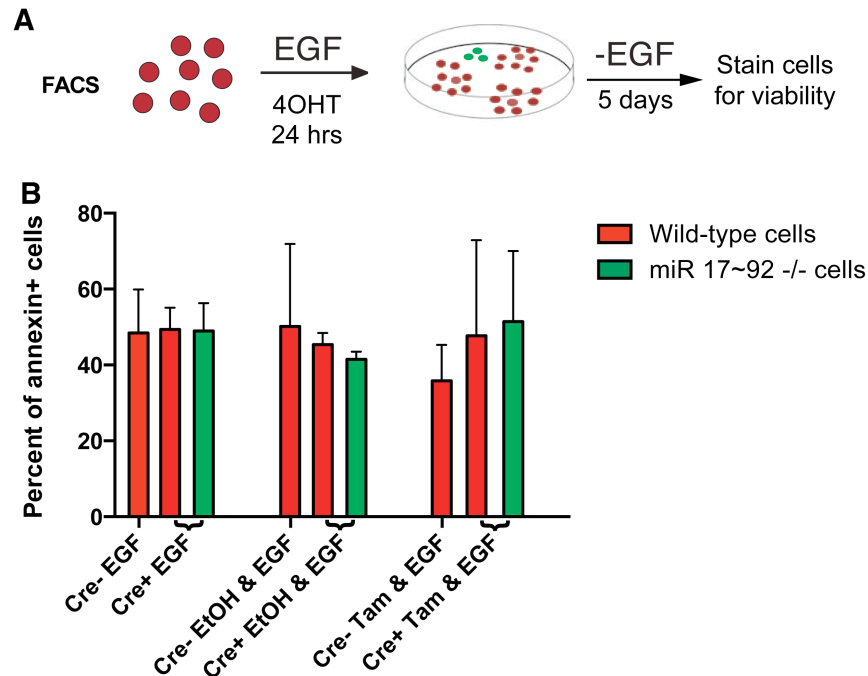 A
FACS
EGF
4OHT
24 hrs
-EGF
5 days
Stain cells
for viability
B
Percent of annexin+ cells
80
60
40
20
0
Cre- EGF
Cre+ EGF
Cre- EtOH & EGF
Cre+ EtOH & EGF
Cre- Tam & EGF
Cre+ Tam & EGF
Wild-type cells
miR 17~92 -/- cells